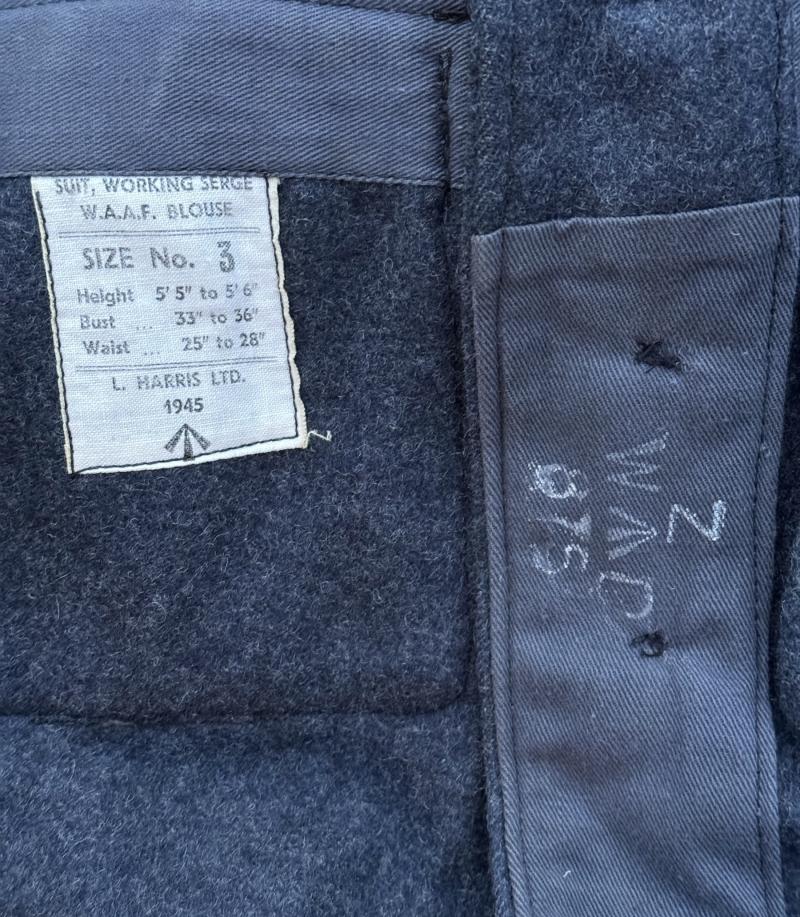 SUIT, WORKING SERGE
W.A.A.F. BLOUSE
SIZE No. 3
Height 5' 5" to 5' 6"
Bust ... 33" to 36"
Waist ... 25" to 28"
L. HARRIS LTD.
1945
Z
075